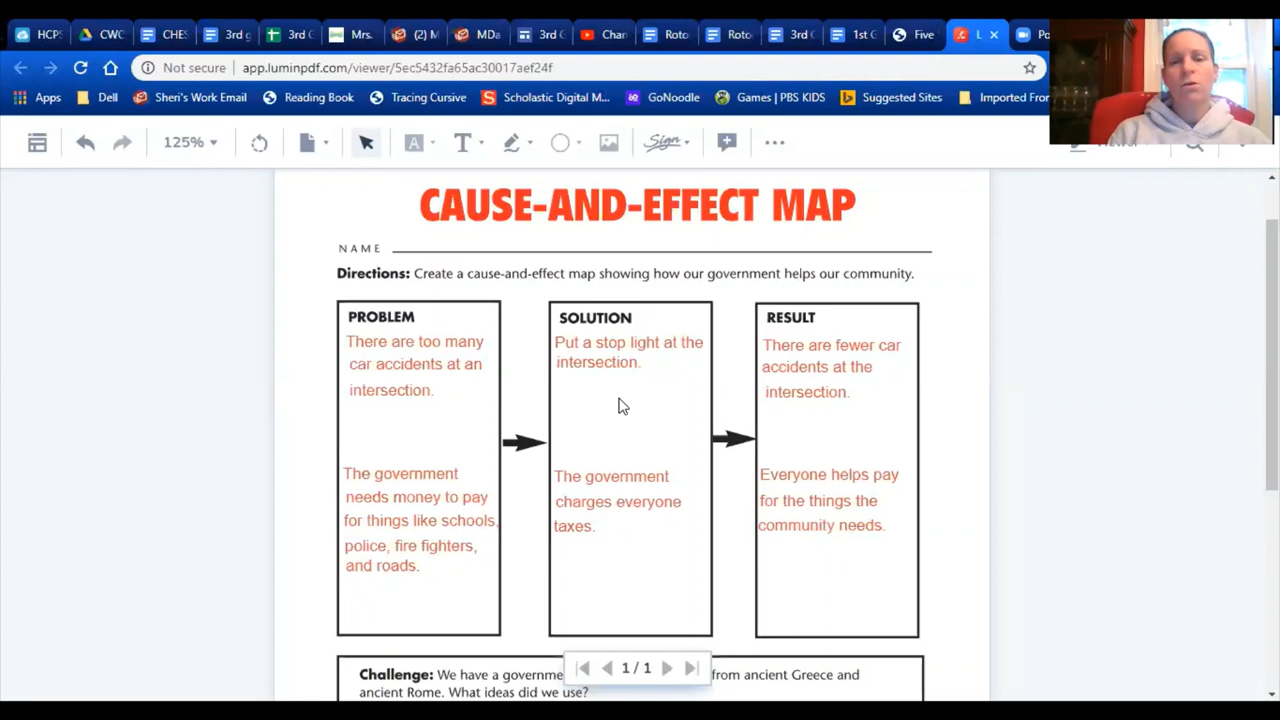 HCPS
CWC
CHES
3rd g
3rd C
Mrs.
(2) M
MDa
3rd C
Chan
Roto
Roto
3rd C
1st G
Five
L
Po
Not secure
app.luminpdf.com/viewer/5ec5432fa65ac30017aef24f
Apps
Dell
Sheri's Work Email
Reading Book
Tracing Cursive
Scholastic Digital M...
GoNoodle
Games | PBS KIDS
Suggested Sites
Imported From
125%
A
T
Sign
CAUSE-AND-EFFECT MAP
NAME
Directions: Create a cause-and-effect map showing how our government helps our community.
PROBLEM
There are too many
car accidents at an
intersection.
The government
needs money to pay
for things like schools,
police, fire fighters,
and roads.
SOLUTION
Put a stop light at the
intersection.
The government
charges everyone
taxes.
RESULT
There are fewer car
accidents at the
intersection.
Everyone helps pay
for the things the
community needs.
Challenge: We have a governme from ancient Greece and
ancient Rome. What ideas did we use?
1 / 1